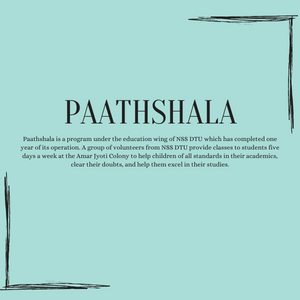 PAATHSHALA
Paathshala is a program under the education wing of NSS DTU which has completed one
year of its operation. A group of volunteers from NSS DTU provide classes to students five
days a week at the Amar Jyoti Colony to help children of all standards in their academics,
clear their doubts, and help them excel in their studies.